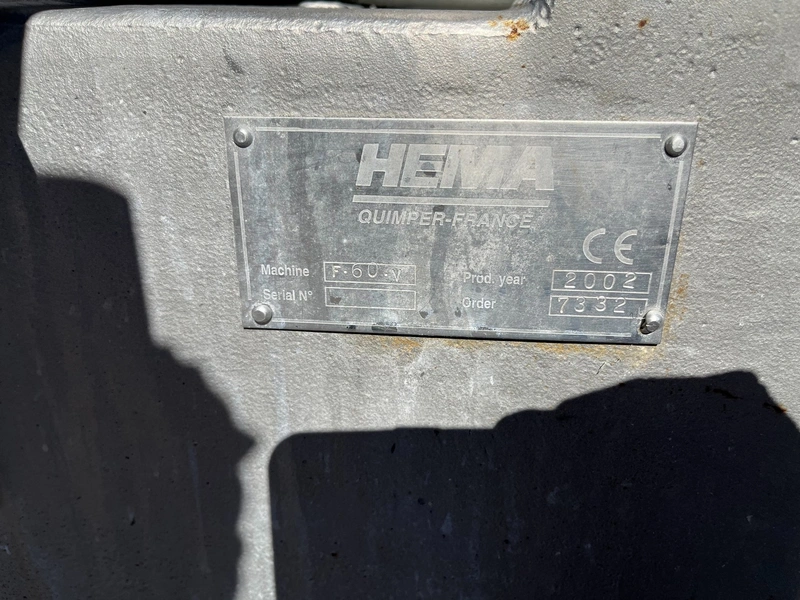 HEMA
QUIMPER-FRANCE
CE
Machine F-60-V Prod. year 2002
Serial N° Order 7332